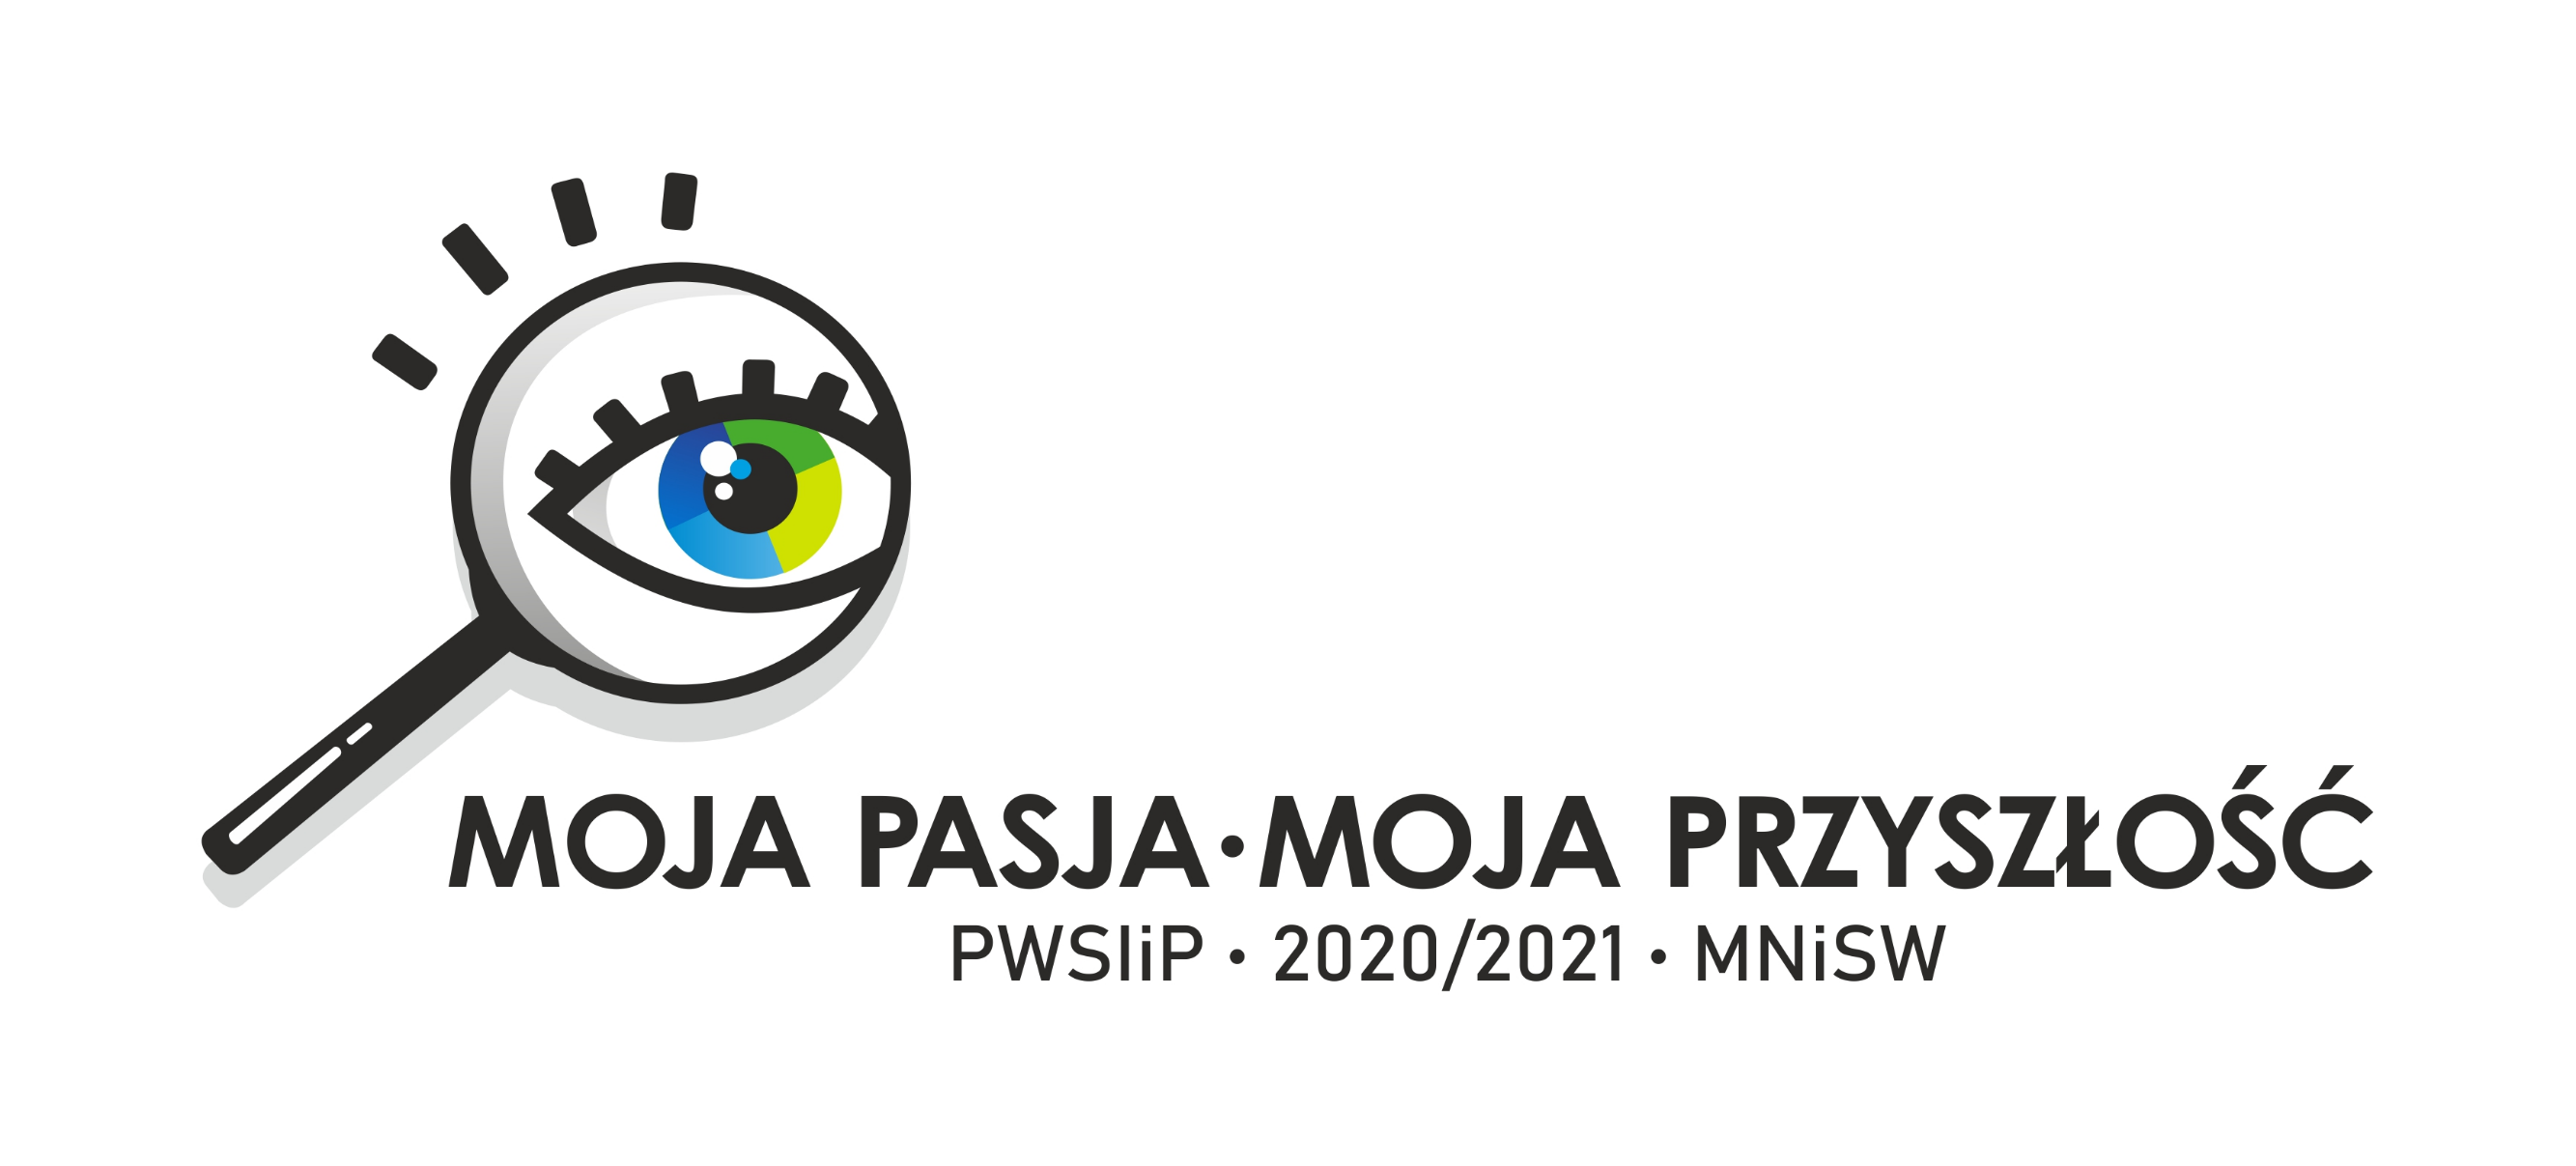 MOJA PASJA•MOJA PRZYSZŁOŚĆ
PWSIiP • 2020/2021 • MNiSW